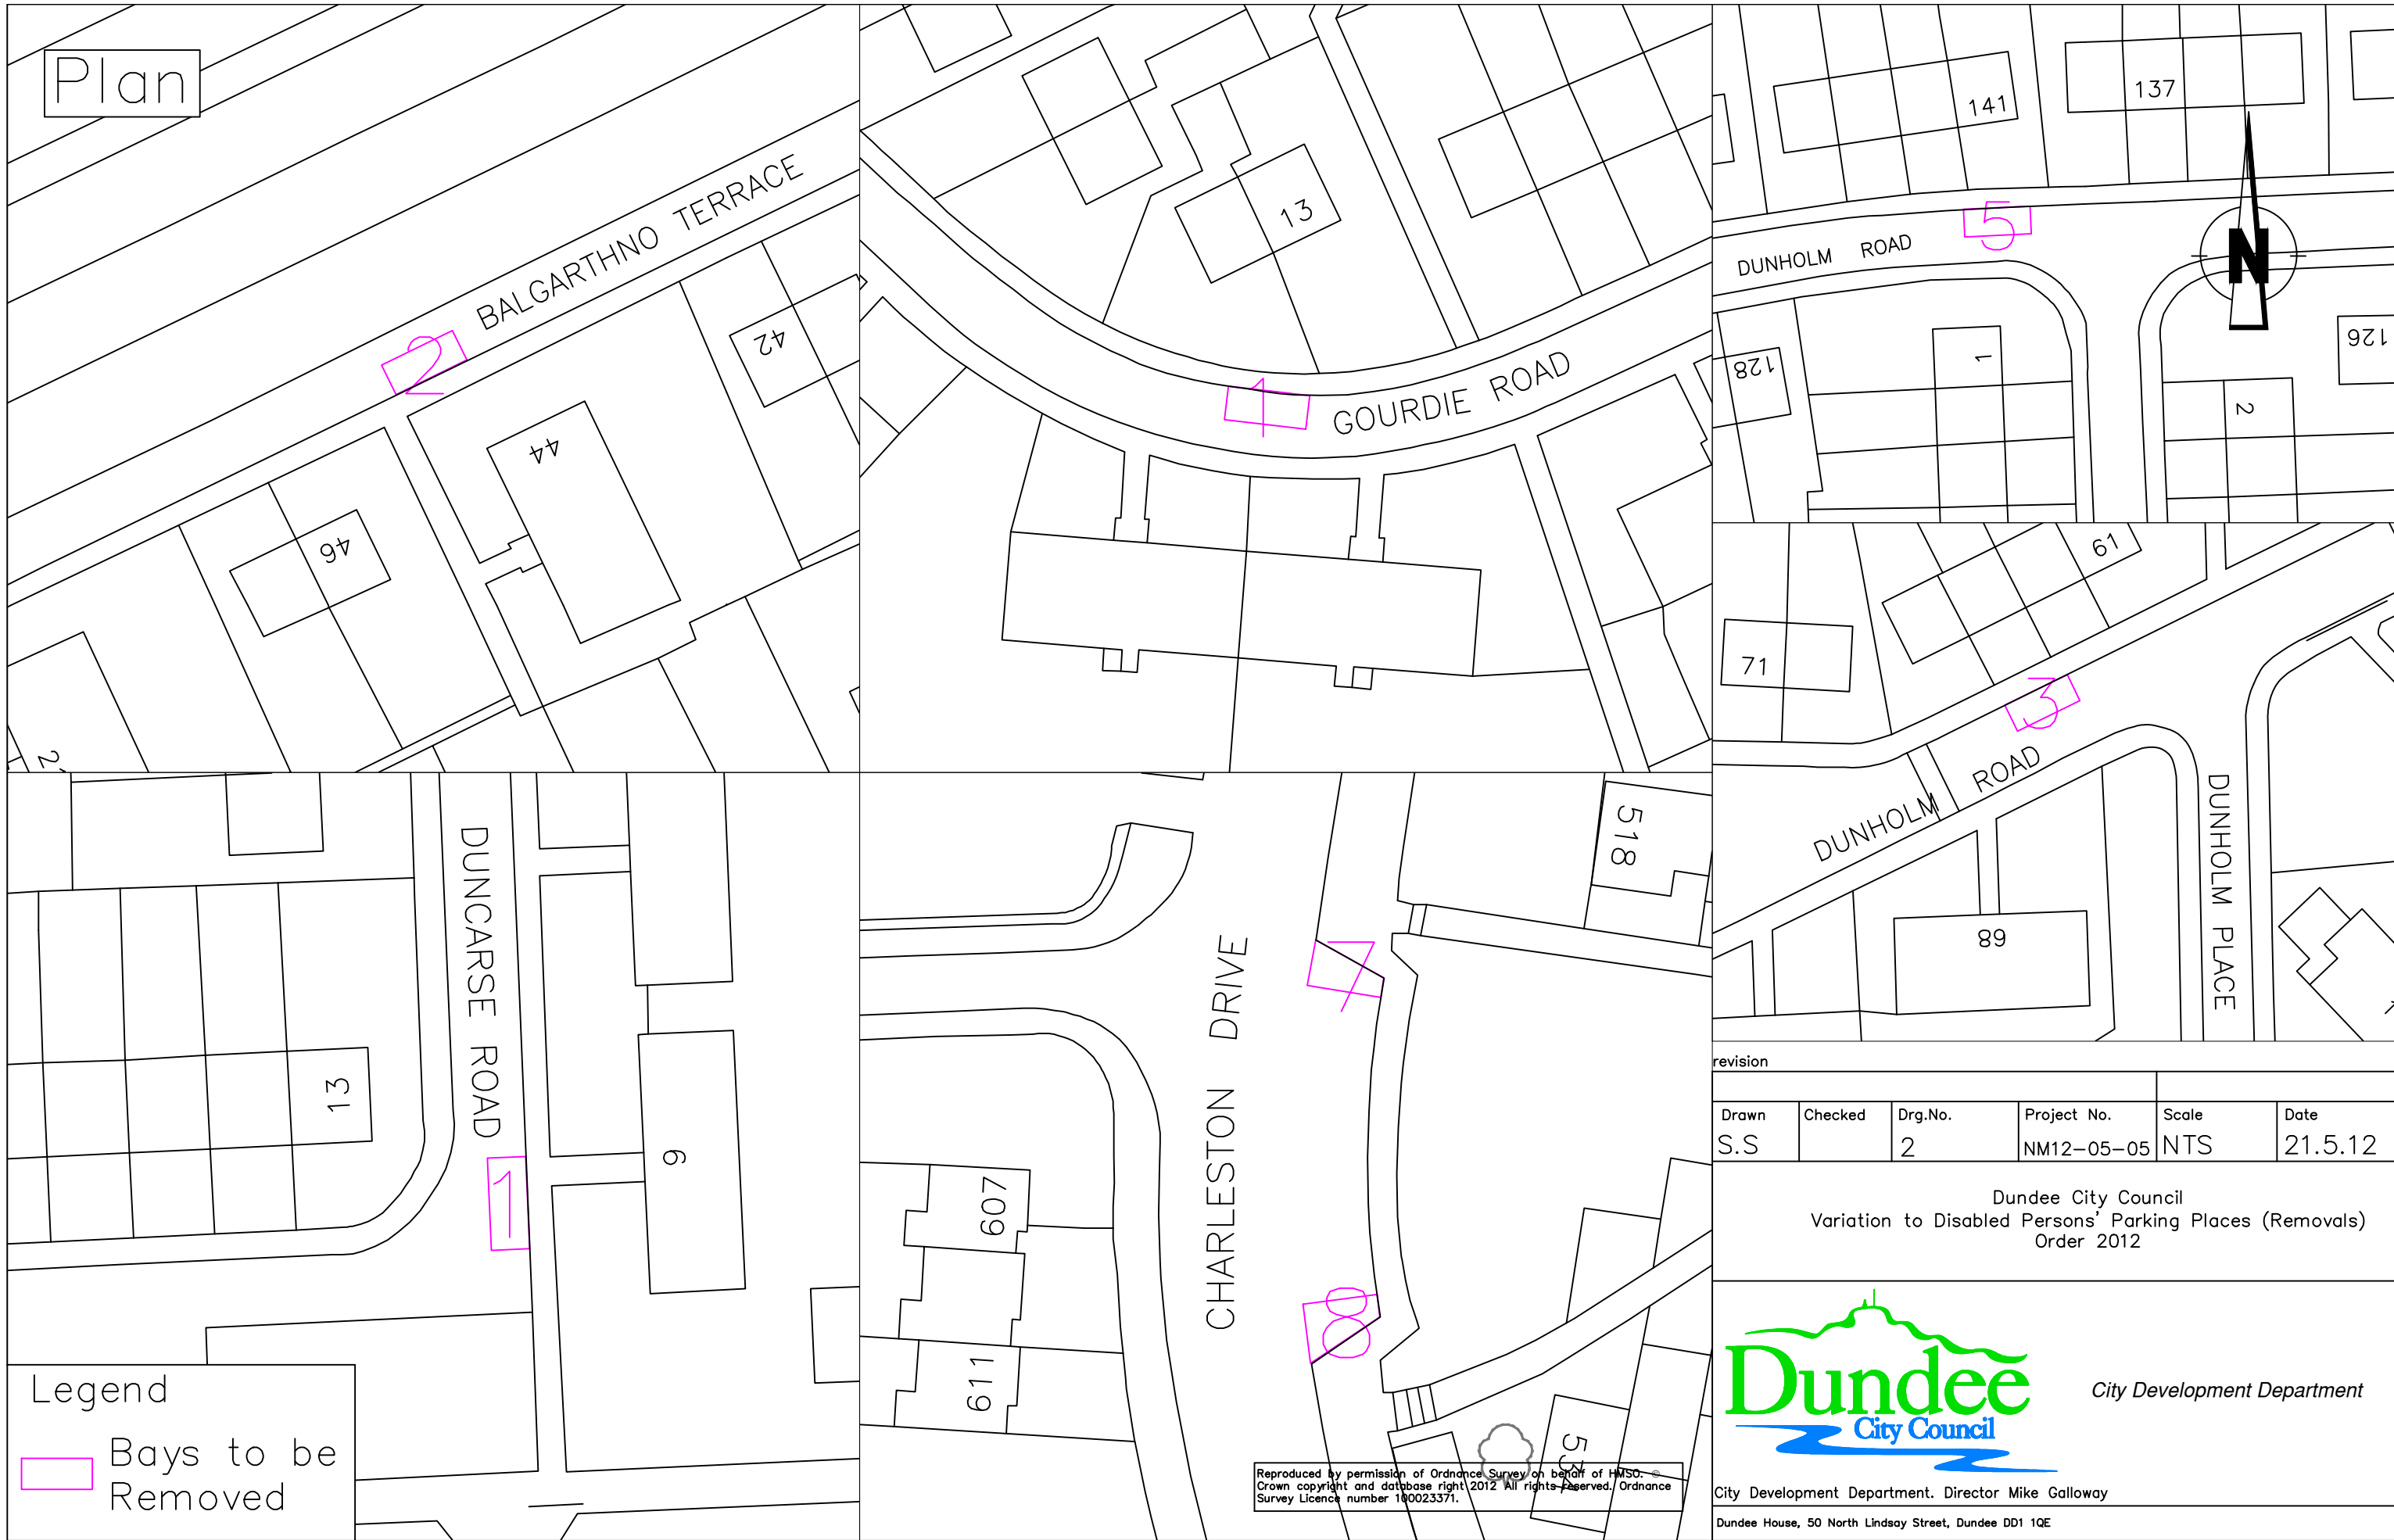 Plan
BALGARTHNO TERRACE
2
42
44
46
13
4
GOURDIE ROAD
141
137
5
DUNHOLM ROAD
N
128
1
2
126
61
71
3
DUNHOLM ROAD
DUNHOLM PLACE
89
DUNCARSE ROAD
13
1
9
Legend
Bays to be
Removed
518
7
CHARLESTON DRIVE
607
8
611
534
Reproduced by permission of Ordnance Survey on behalf of HMSO. ©
Crown copyright and database right 2012 All rights reserved. Ordnance
Survey Licence number 100023371.
revision
Drawn Checked Drg.No. Project No. Scale Date
S.S 2 NM12-05-05 NTS 21.5.12
Dundee City Council
Variation to Disabled Persons' Parking Places (Removals)
Order 2012
Dundee
City Council
City Development Department
City Development Department. Director Mike Galloway
Dundee House, 50 North Lindsay Street, Dundee DD1 1QE